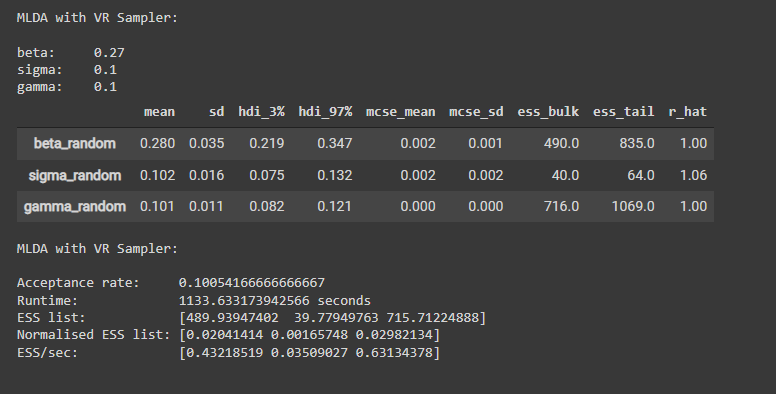 MLDA with VR Sampler:
beta: 0.27
sigma: 0.1
gamma: 0.1
mean sd hdi_3% hdi_97% mcse_mean mcse_sd ess_bulk ess_tail r_hat
beta_random 0.280 0.035 0.219 0.347 0.002 0.001 490.0 835.0 1.00
sigma_random 0.102 0.016 0.075 0.132 0.002 0.002 40.0 64.0 1.06
gamma_random 0.101 0.011 0.082 0.121 0.000 0.000 716.0 1069.0 1.00
MLDA with VR Sampler:
Acceptance rate: 0.10054166666666667
Runtime: 1133.633173942566 seconds
ESS list: [489.93947402 39.77949763 715.71224888]
Normalised ESS list: [0.02041414 0.00165748 0.02982134]
ESS/sec: [0.43218519 0.03509027 0.63134378]